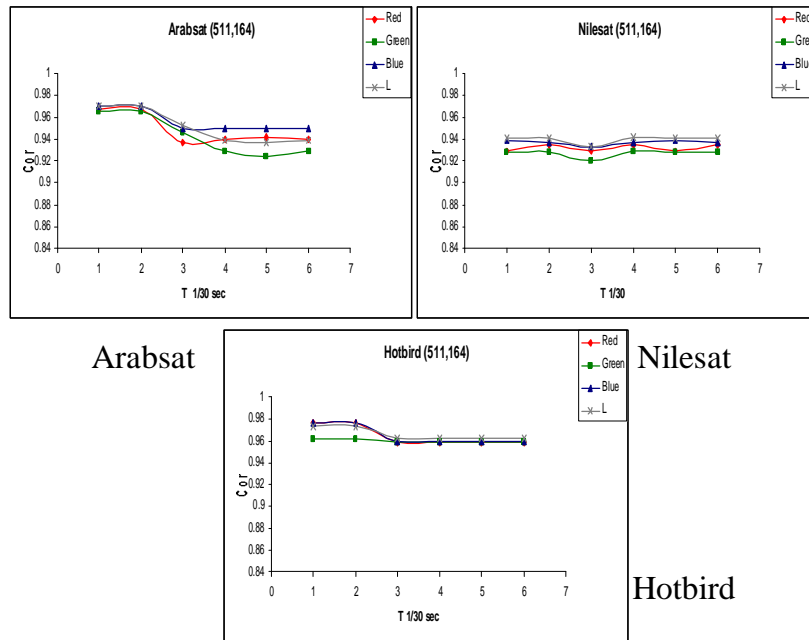 Arabsat (511,164)
Red
Green
Blue
L
1
0.98
0.96
0.94
0.92
0.9
0.88
0.86
0.84
Cor
0 1 2 3 4 5 6 7
T 1/30 sec
Nilesat (511,164)
Red
Green
Blue
L
1
0.98
0.96
0.94
0.92
0.9
0.88
0.86
0.84
Cor
0 1 2 3 4 5 6 7
T 1/30
Arabsat
Nilesat
Hotbird (511,164)
Red
Green
Blue
L
1
0.98
0.96
0.94
0.92
0.9
0.88
0.86
0.84
Cor
0 1 2 3 4 5 6 7
T 1/30 sec
Hotbird